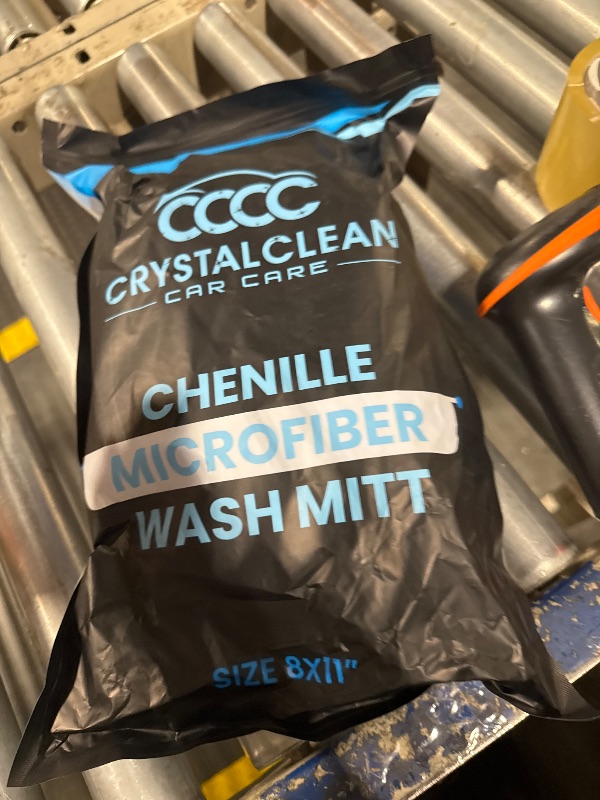 CCCC
CRYSTALCLEAN
CAR CARE
CHENILLE
MICROFIBER
WASH MITT
SIZE 8X11"